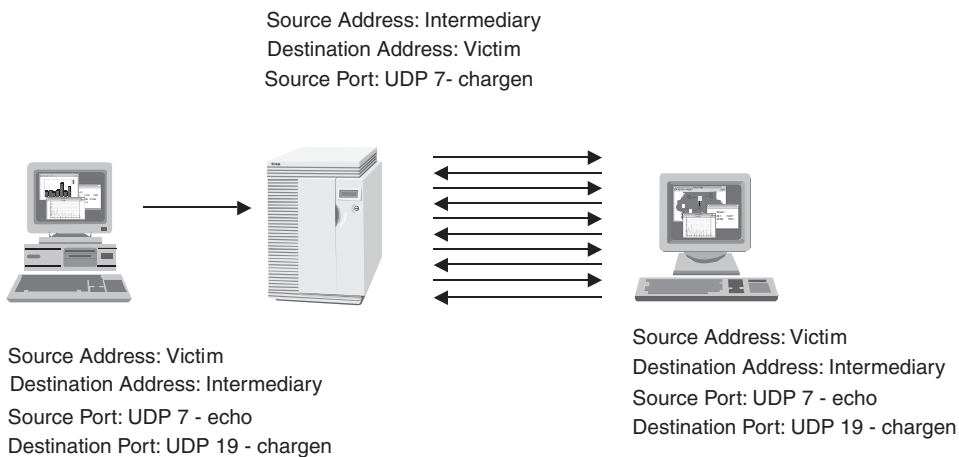 Source Address: Intermediary
Destination Address: Victim
Source Port: UDP 7- chargen
Source Address: Victim
Destination Address: Intermediary
Source Port: UDP 7 - echo
Destination Port: UDP 19 - chargen
Source Address: Victim
Destination Address: Intermediary
Source Port: UDP 7 - echo
Destination Port: UDP 19 - chargen